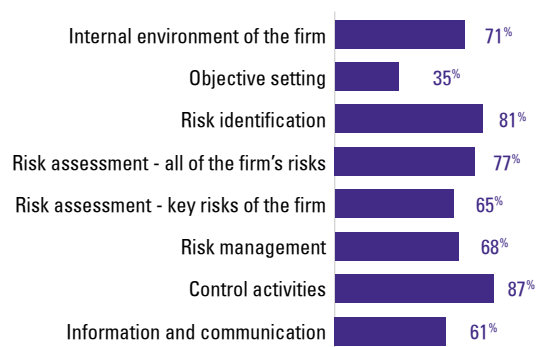 Internal environment of the firm 71%
Objective setting 35%
Risk identification 81%
Risk assessment - all of the firm's risks 77%
Risk assessment - key risks of the firm 65%
Risk management 68%
Control activities 87%
Information and communication 61%